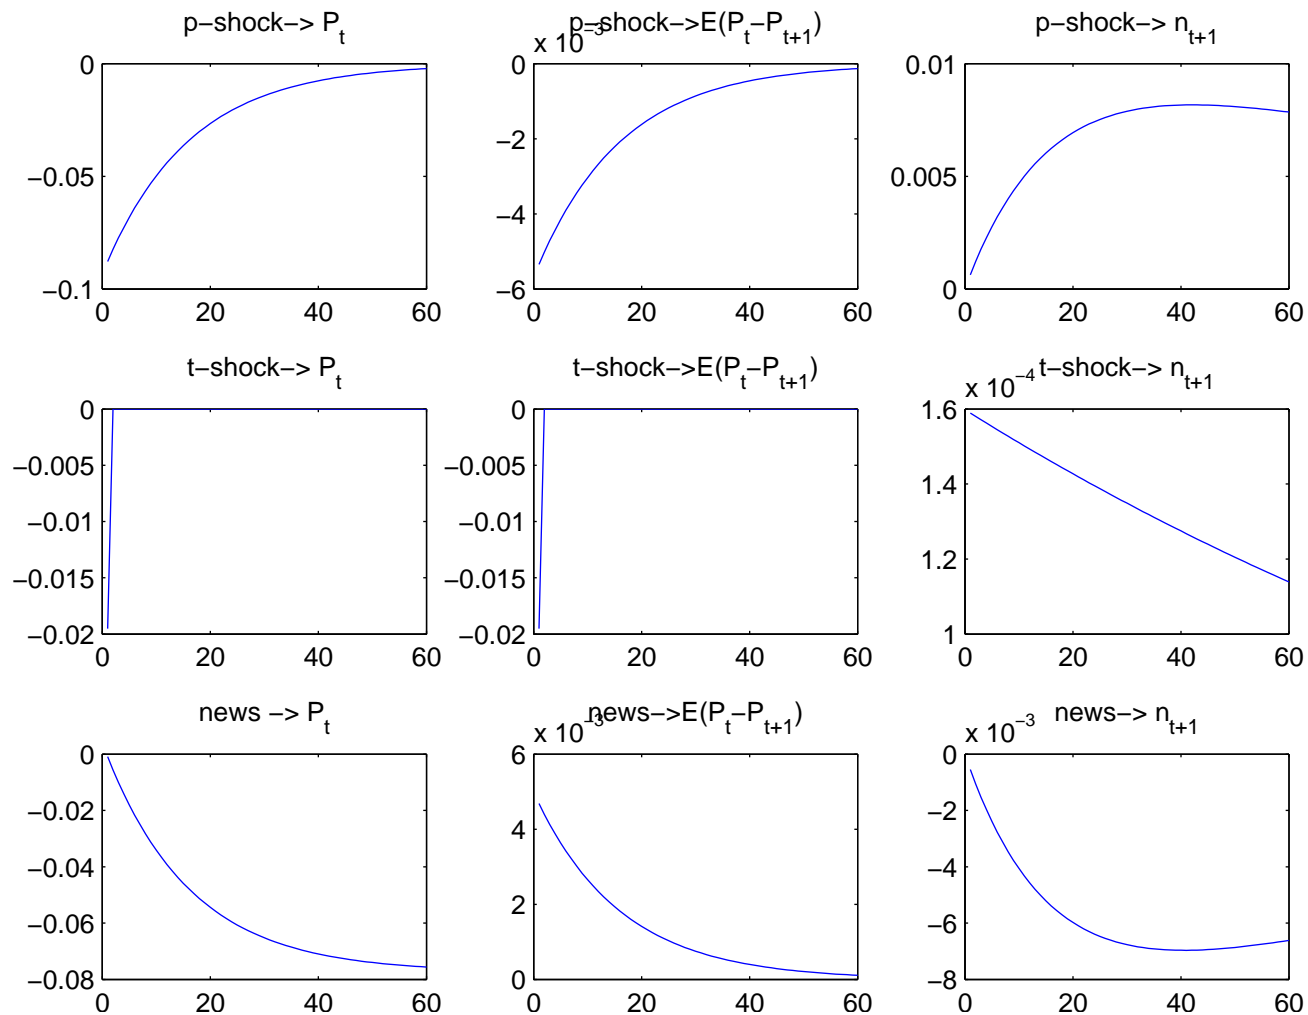 p−shock−> P_t
0
−0.05
−0.1
0 20 40 60
p−shock−>E(P_t−P_{t+1})
x 10^{−3}
0
−2
−4
−6
0 20 40 60
p−shock−> n_{t+1}
0.01
0.005
0
0 20 40 60
t−shock−> P_t
0
−0.005
−0.01
−0.015
−0.02
0 20 40 60
t−shock−>E(P_t−P_{t+1})
0
−0.005
−0.01
−0.015
−0.02
0 20 40 60
t−shock−> n_{t+1}
x 10^{−4}
1.6
1.4
1.2
1
0 20 40 60
news −> P_t
0
−0.02
−0.04
−0.06
−0.08
0 20 40 60
news−>E(P_t−P_{t+1})
x 10^{−3}
6
4
2
0
0 20 40 60
news−> n_{t+1}
x 10^{−3}
0
−2
−4
−6
−8
0 20 40 60